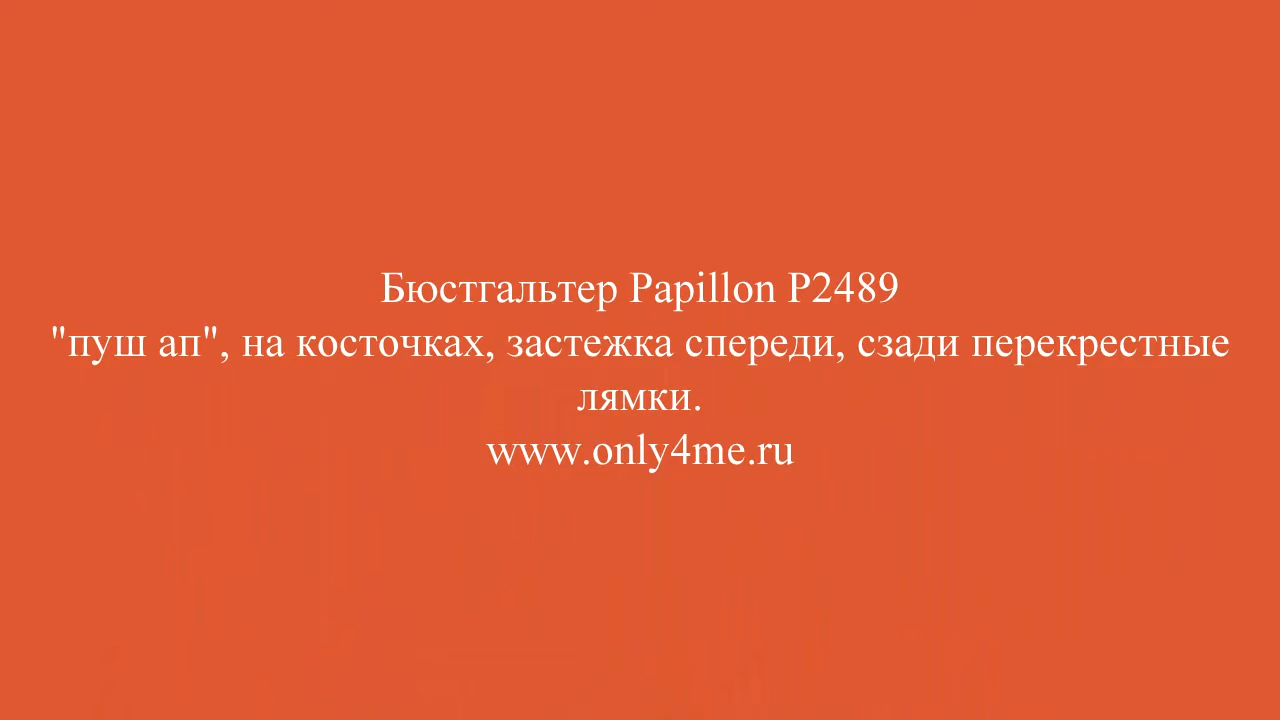 Бюстгальтер Papillon P2489
"пуш ап", на косточках, застежка спереди, сзади перекрестные
лямки.
www.only4me.ru